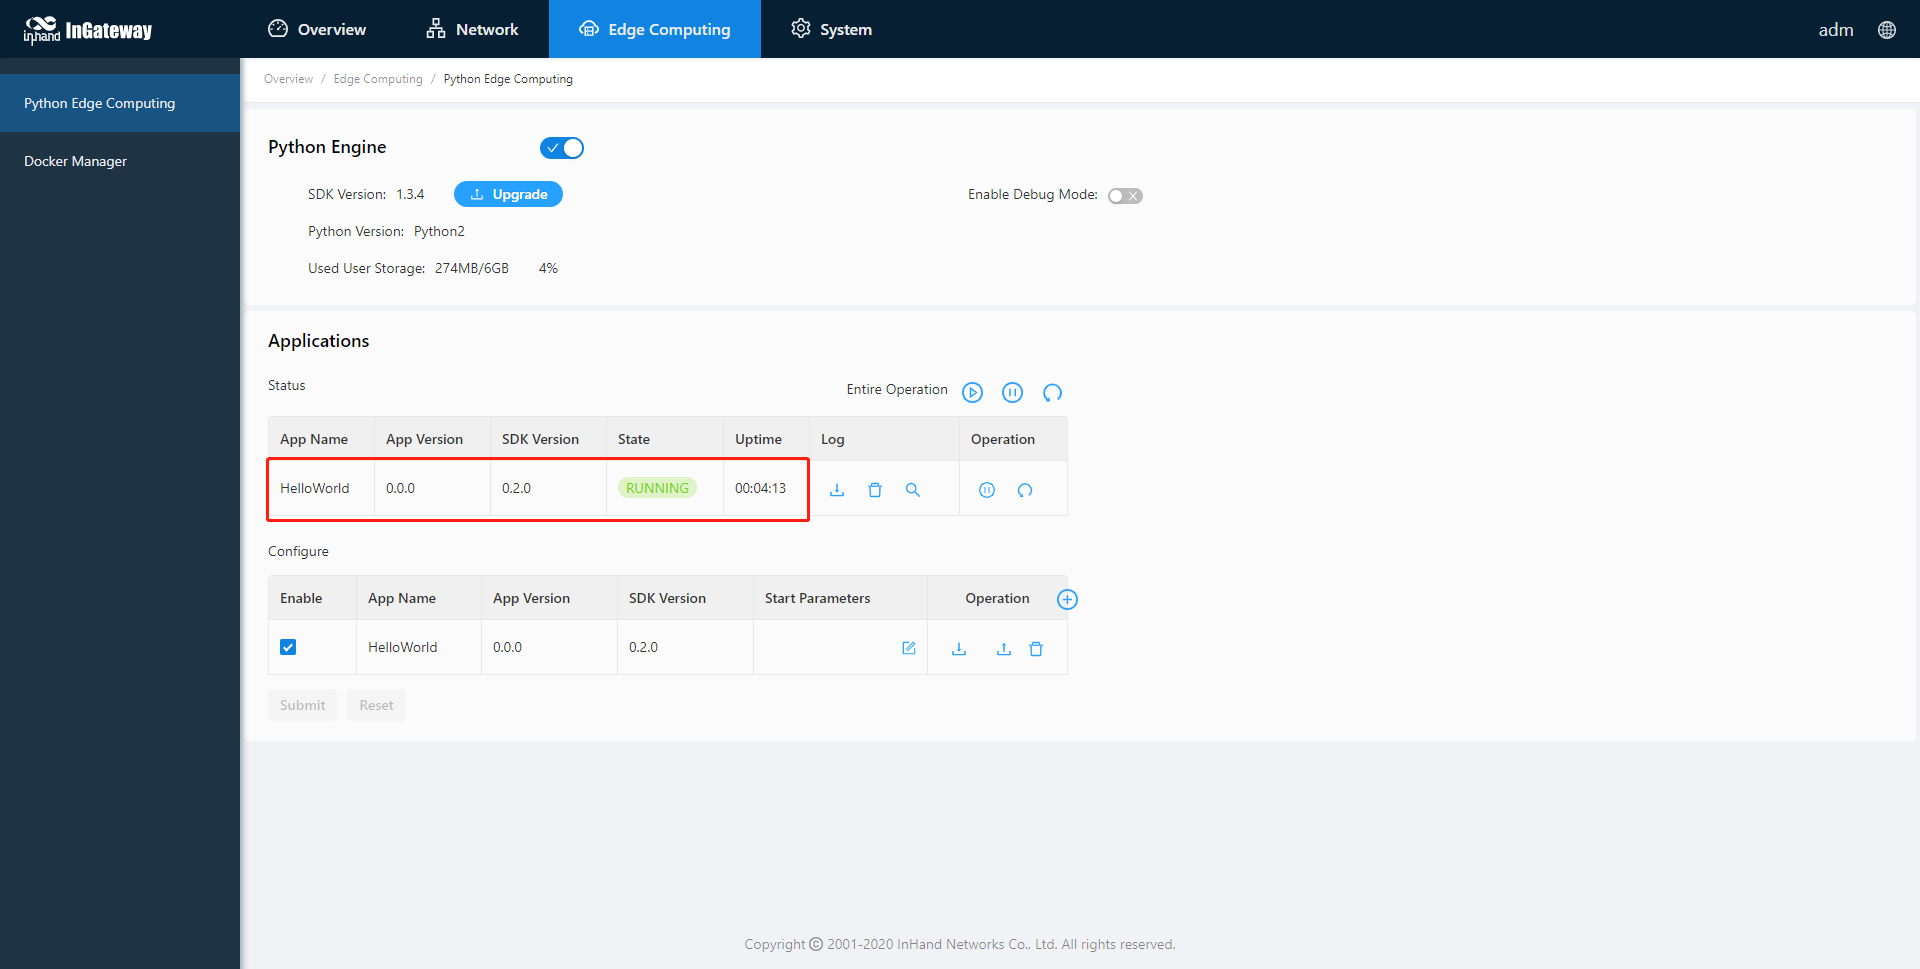 inhand InGateway Overview Network Edge Computing System adm
Python Edge Computing
Docker Manager
Overview / Edge Computing / Python Edge Computing
Python Engine
SDK Version: 1.3.4 Upgrade Enable Debug Mode:
Python Version: Python2
Used User Storage: 274MB/6GB 4%
Applications
Status Entire Operation
App Name App Version SDK Version State Uptime Log Operation
HelloWorld 0.0.0 0.2.0 RUNNING 00:04:13
Configure
Enable App Name App Version SDK Version Start Parameters Operation
HelloWorld 0.0.0 0.2.0
Submit Reset
Copyright © 2001-2020 InHand Networks Co., Ltd. All rights reserved.